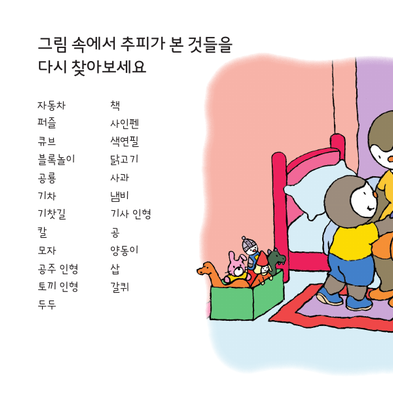 그림 속에서 추피가 본 것들을
다시 찾아보세요
자동차
퍼즐
큐브
블록놀이
공룡
기차
기찻길
칼
모자
공주 인형
토끼 인형
두두
책
사인펜
색연필
닭고기
사과
냄비
기사 인형
공
양동이
삽
갈퀴